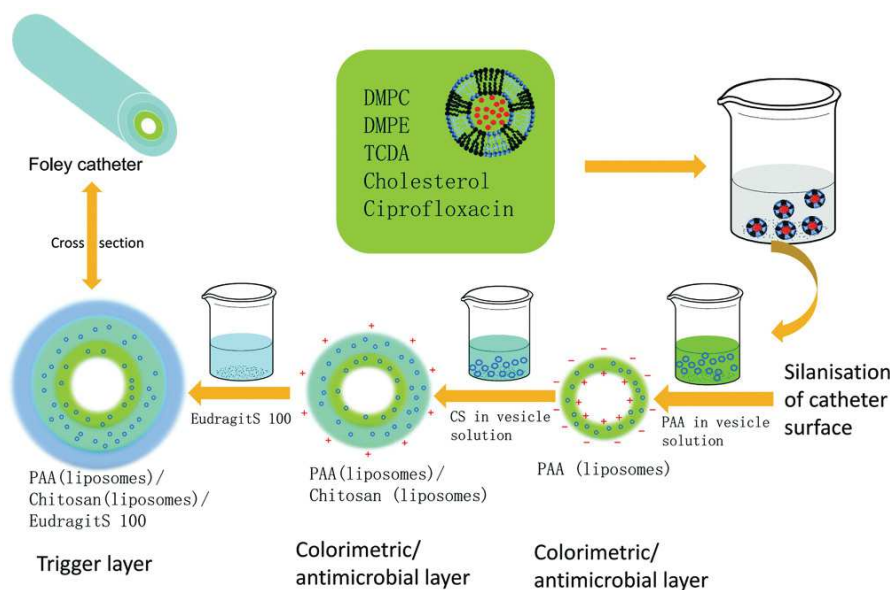 Foley catheter
Cross section
DMPC
DMPE
TCDA
Cholesterol
Ciprofloxacin
EudragitS 100
CS in vesicle
solution
PAA in vesicle
solution
Silanisation
of catheter
surface
PAA(liposomes)/
Chitosan(liposomes)/
EudragitS 100
PAA(liposomes)/
Chitosan (liposomes)
PAA (liposomes)
Trigger layer
Colorimetric/
antimicrobial layer
Colorimetric/
antimicrobial layer